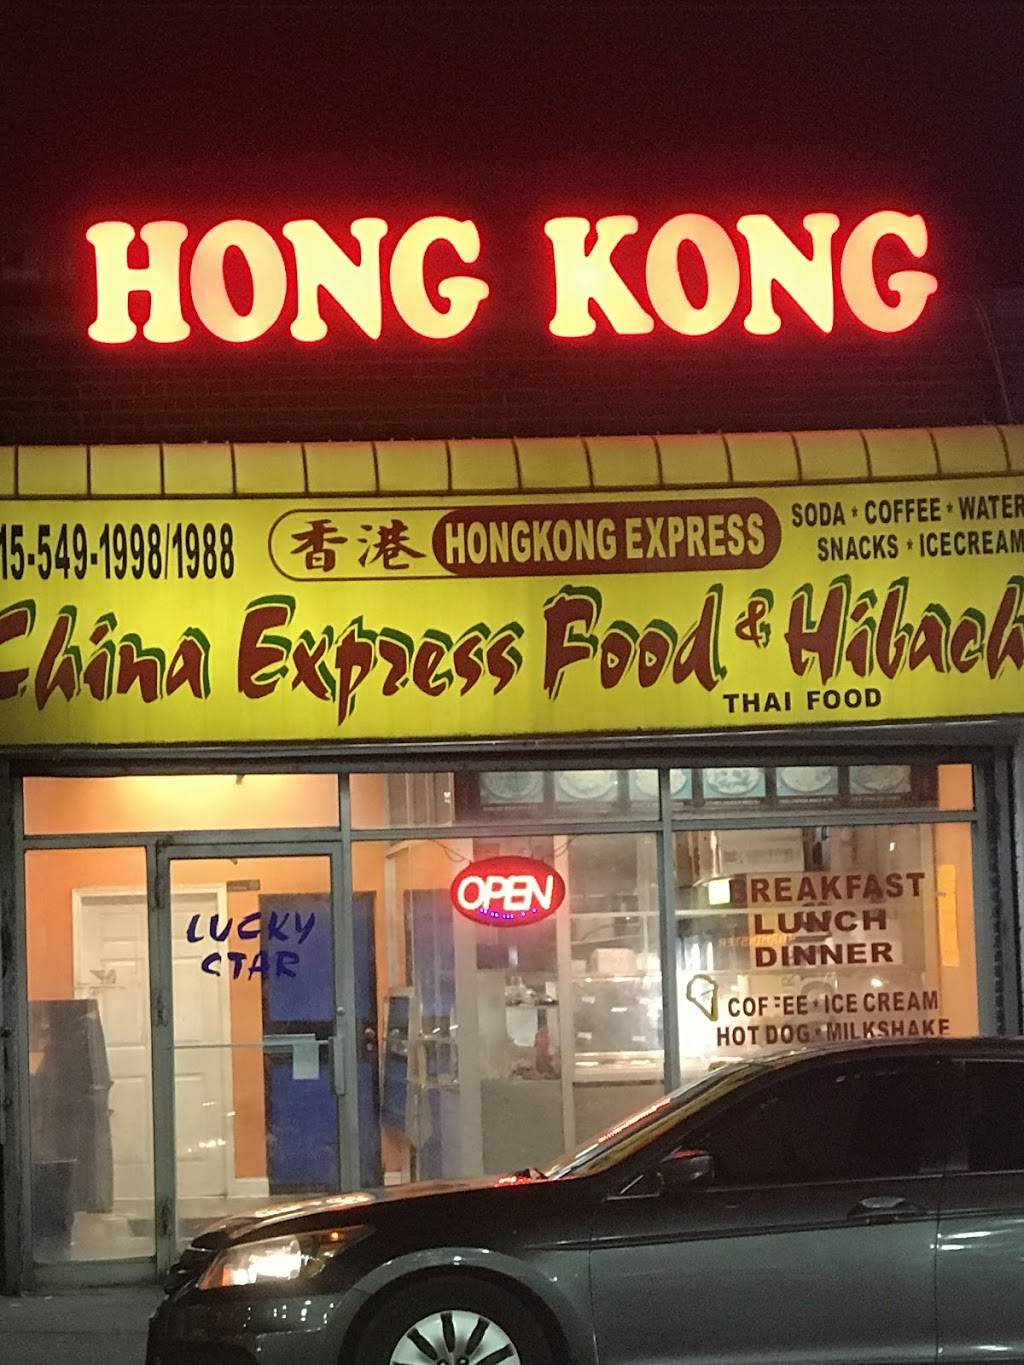 HONG KONG
15-549-1998/1988
香港 HONGKONG EXPRESS
SODA * COFFEE * WATER
SNACKS * ICECREAM
China Express Food & Hibach
THAI FOOD
OPEN
LUCKY
STAR
BREAKFAST
LUNCH
DINNER
COFFEE * ICE CREAM
HOT DOG * MILKSHAKE